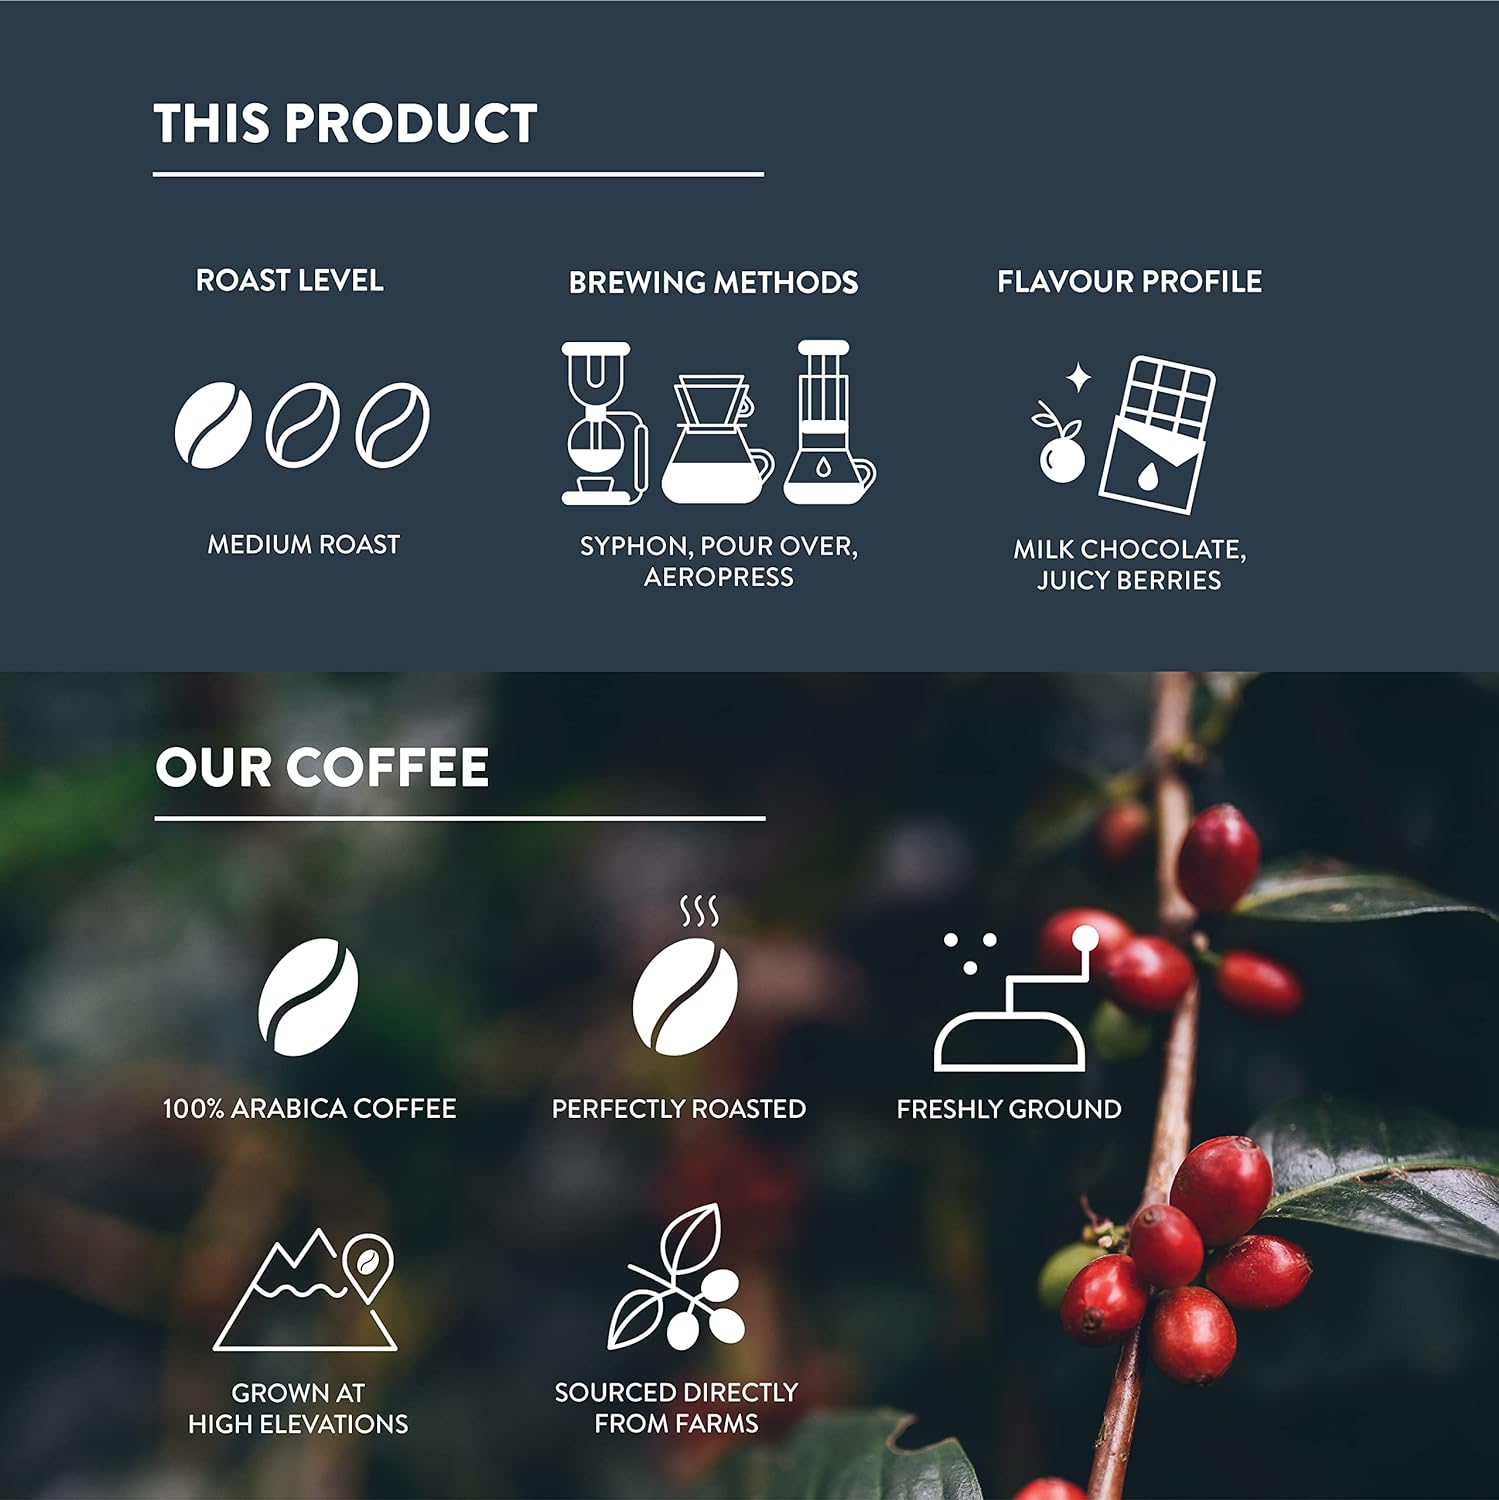 THIS PRODUCT
ROAST LEVEL
MEDIUM ROAST
BREWING METHODS
SYPHON, POUR OVER,
AEROPRESS
FLAVOUR PROFILE
MILK CHOCOLATE,
JUICY BERRIES
OUR COFFEE
100% ARABICA COFFEE
PERFECTLY ROASTED
FRESHLY GROUND
GROWN AT
HIGH ELEVATIONS
SOURCED DIRECTLY
FROM FARMS